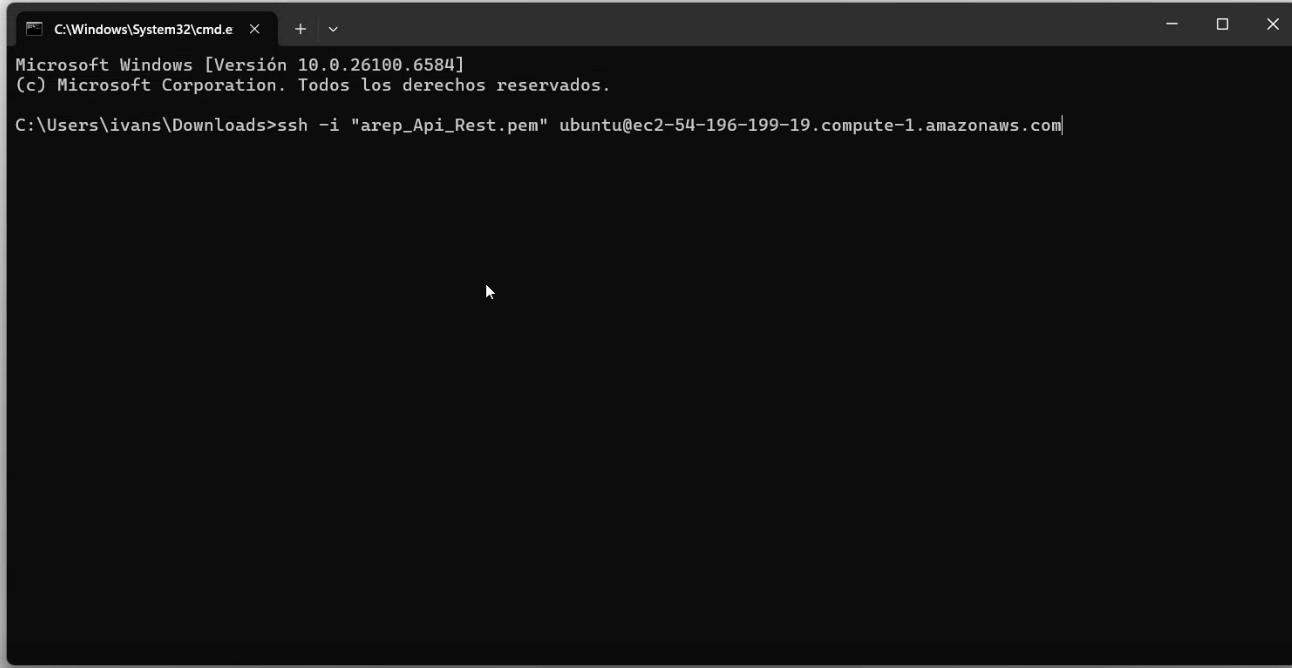 C:\Windows\System32\cmd.e
Microsoft Windows [Versión 10.0.26100.6584]
(c) Microsoft Corporation. Todos los derechos reservados.
C:\Users\ivans\Downloads>ssh -i "arep_Api_Rest.pem" ubuntu@ec2-54-196-199-19.compute-1.amazonaws.com